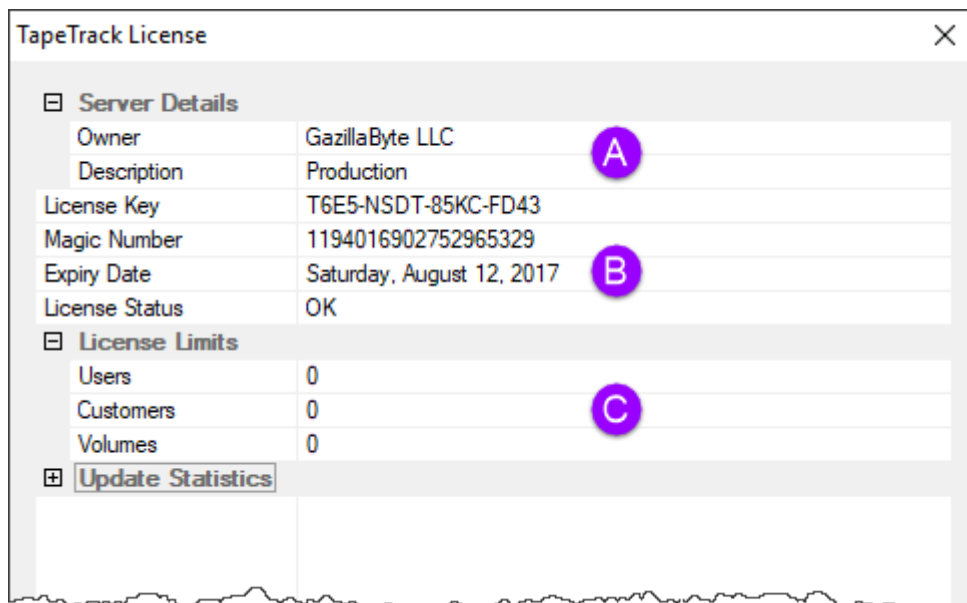 TapeTrack License
Server Details
Owner GazillaByte LLC
A
Description Production
License Key T6E5-NSDT-85KC-FD43
Magic Number 1194016902752965329
Expiry Date Saturday, August 12, 2017 B
License Status OK
License Limits
Users 0
Customers 0 C
Volumes 0
Update Statistics